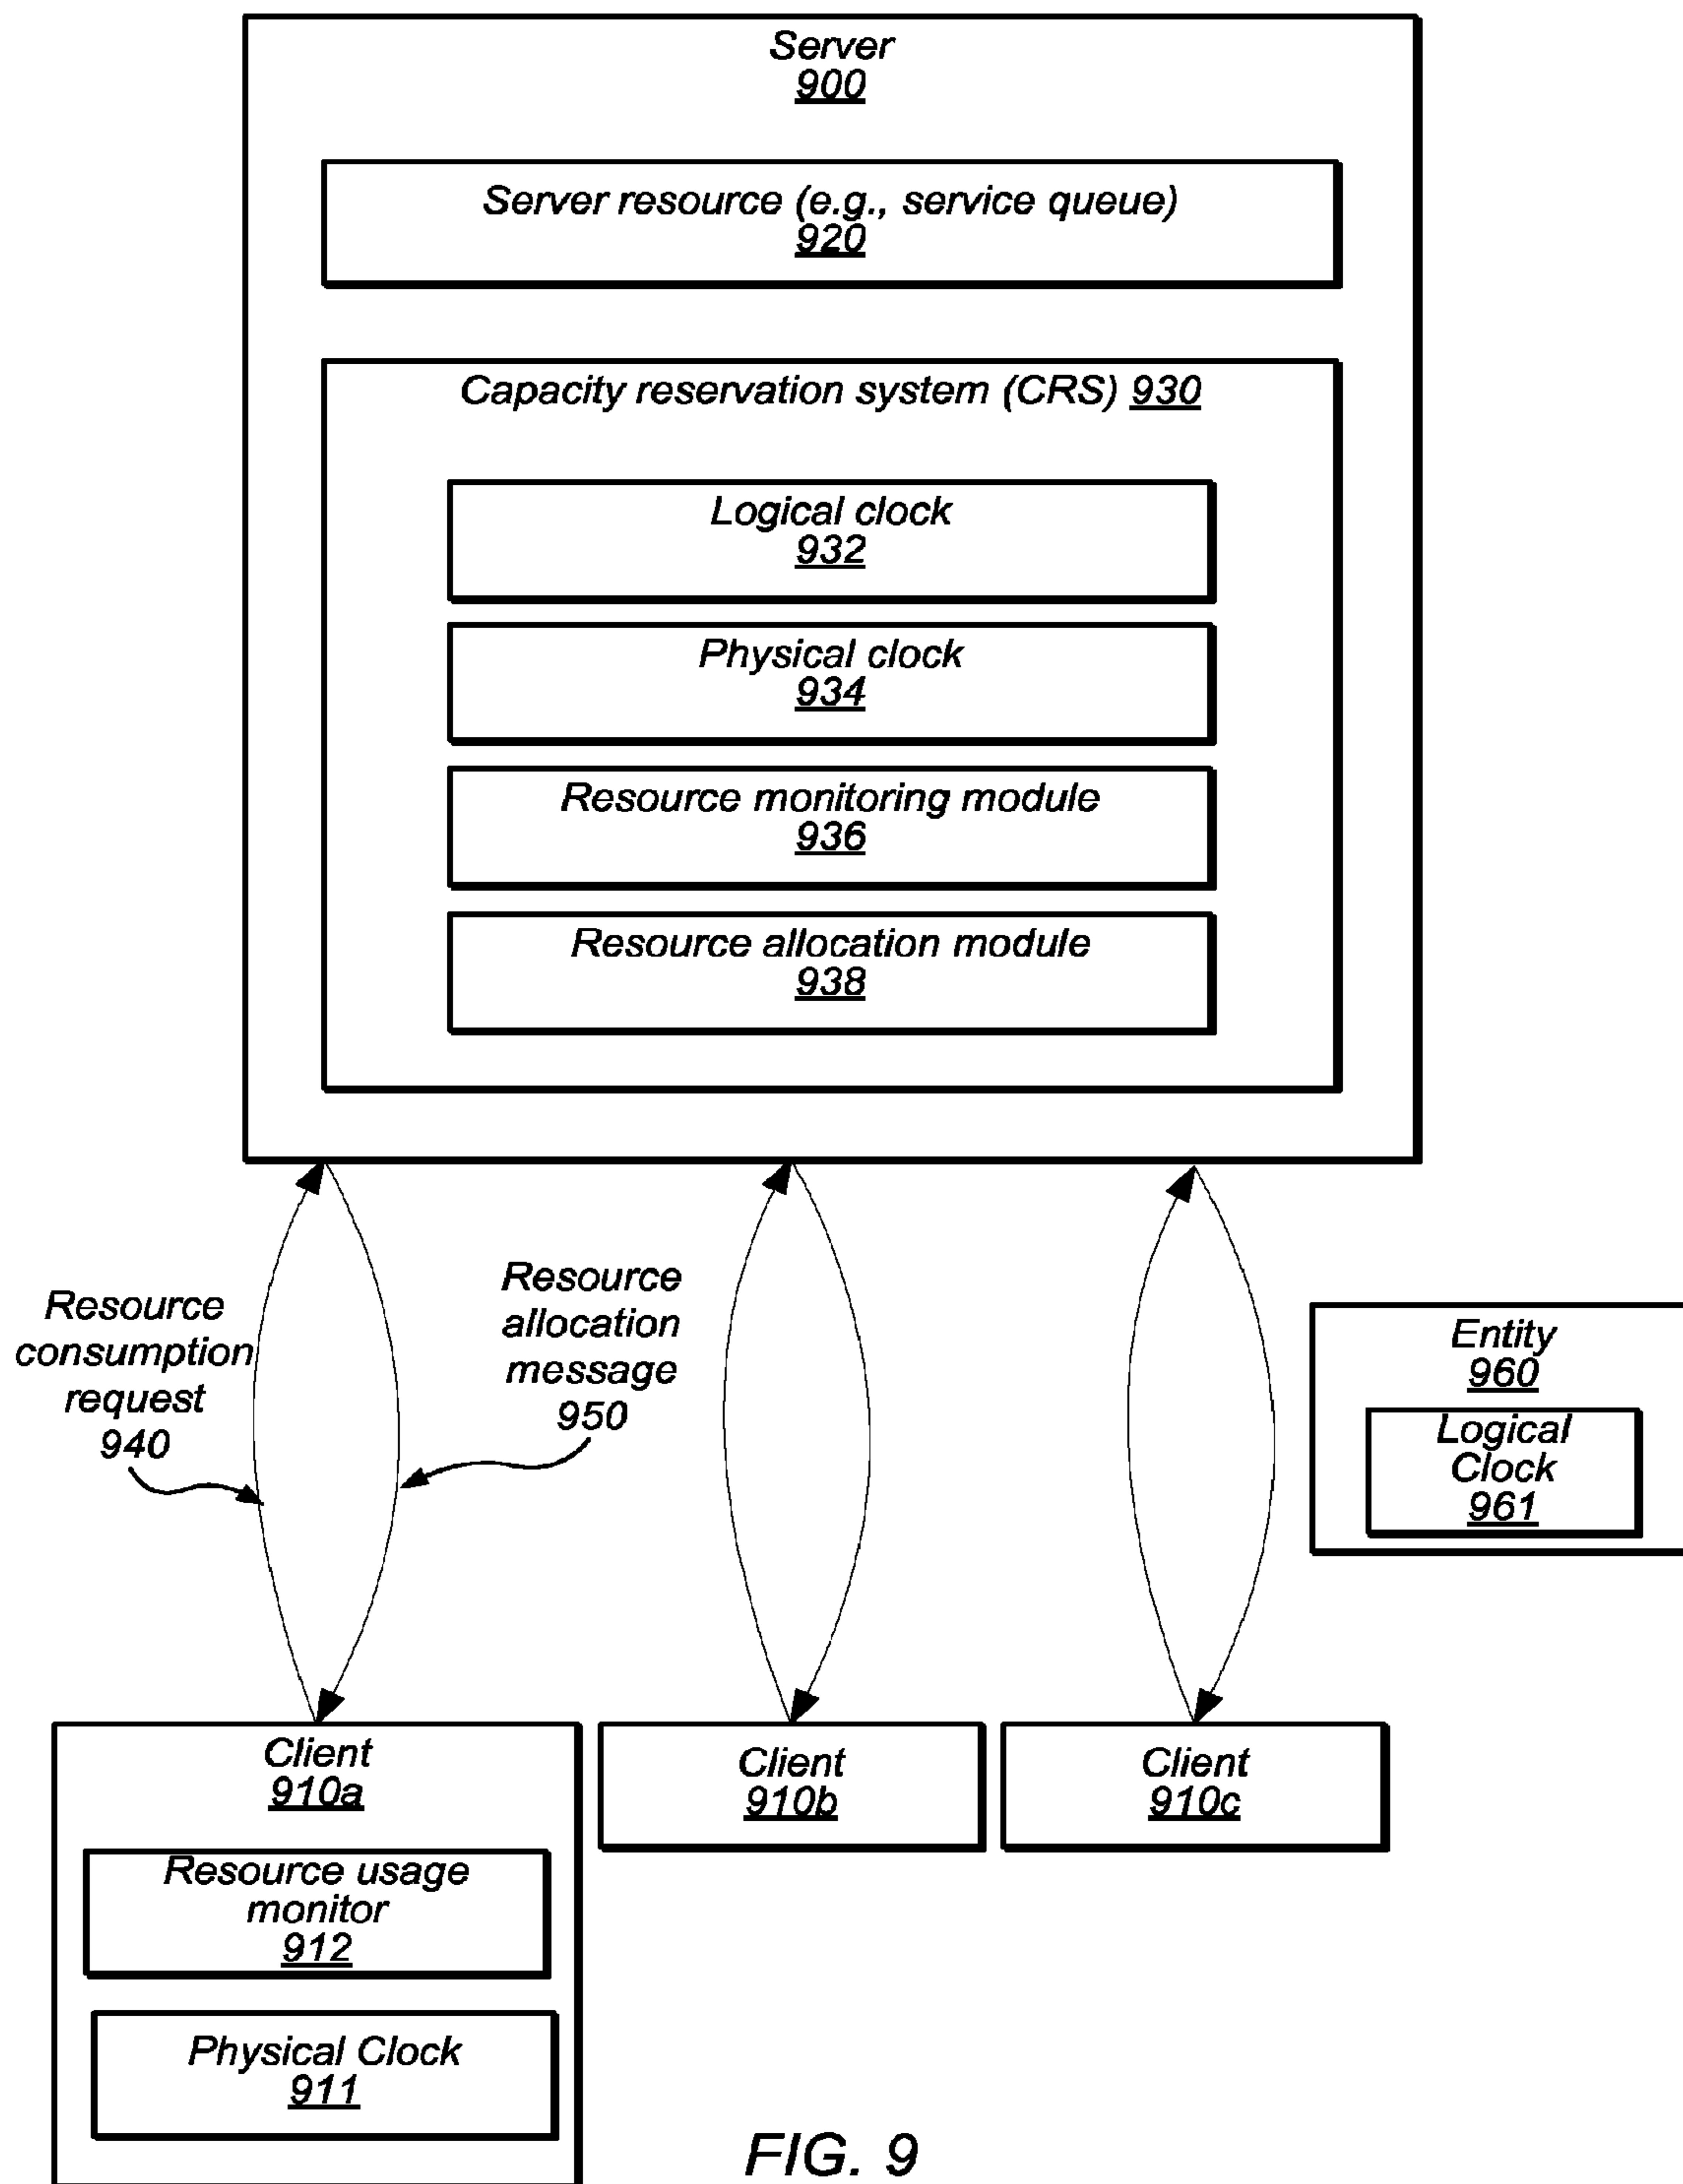 Server
900
Server resource (e.g., service queue)
920
Capacity reservation system (CRS) 930
Logical clock
932
Physical clock
934
Resource monitoring module
936
Resource allocation module
938
Resource
consumption
request
940
Resource
allocation
message
950
Entity
960
Logical
Clock
961
Client
910a
Resource usage
monitor
912
Physical Clock
911
Client
910b
Client
910c
FIG. 9